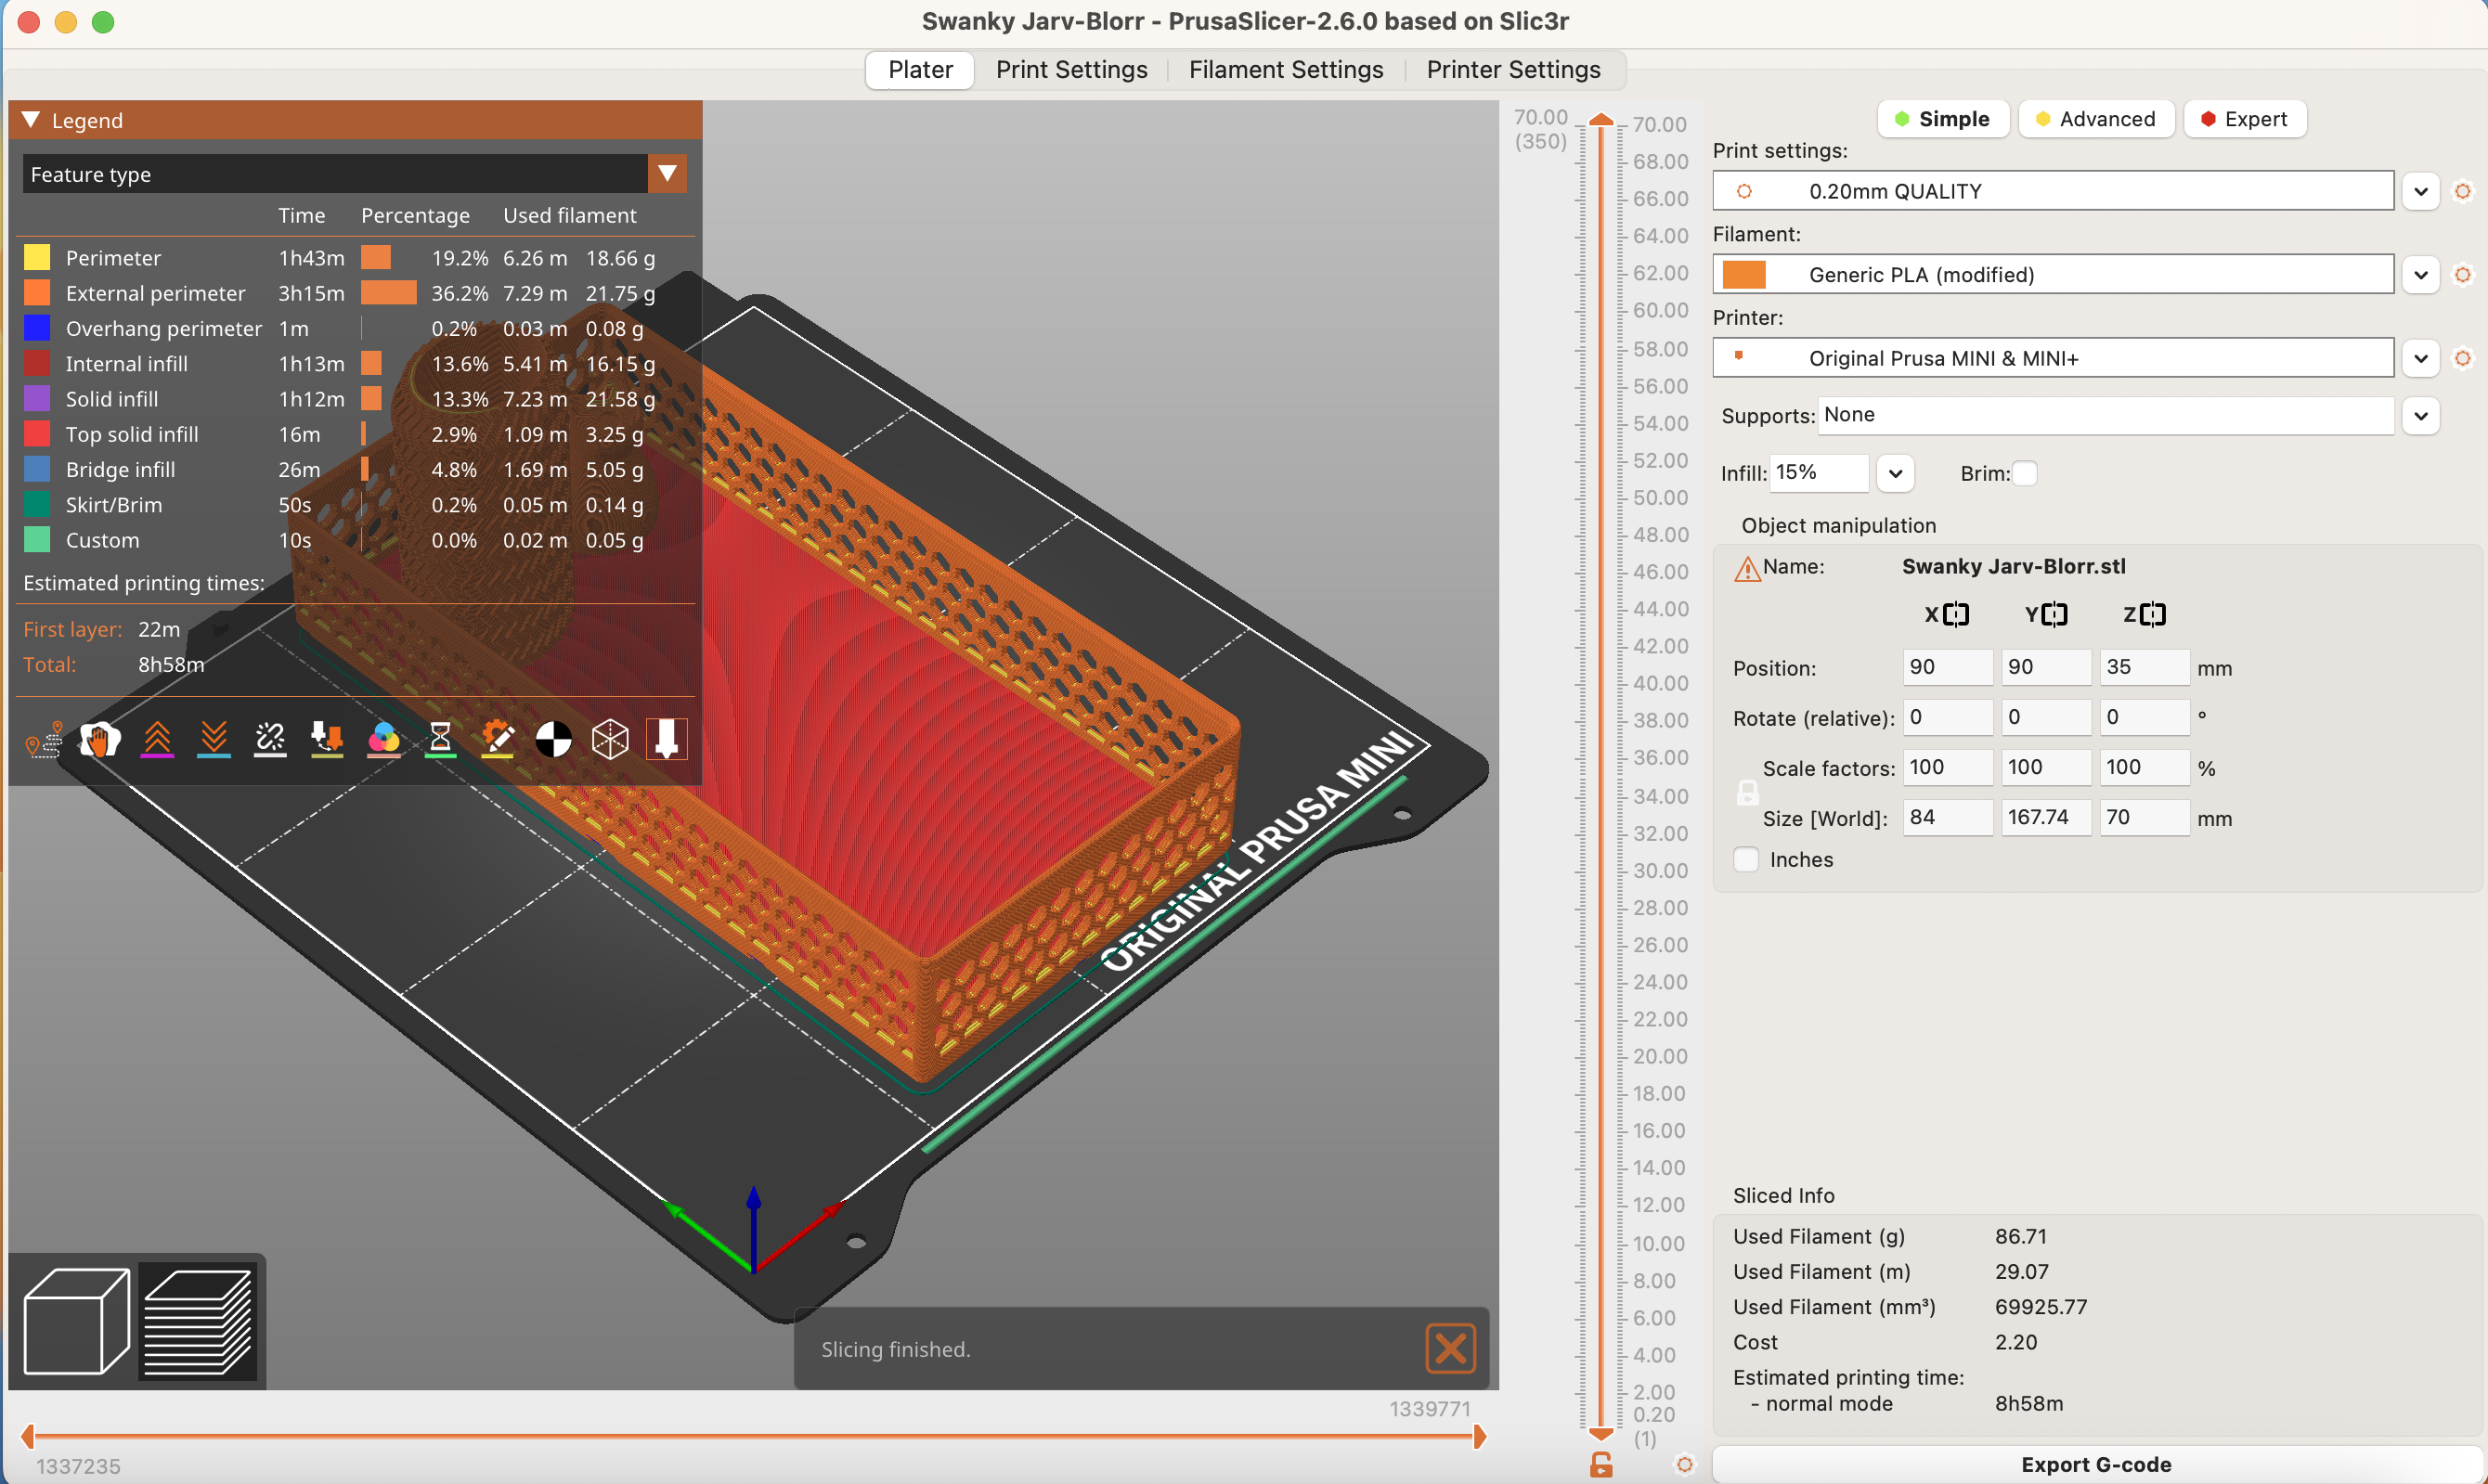 Swanky Jarv-Blorr - PrusaSlicer-2.6.0 based on Slic3r
Plater Print Settings Filament Settings Printer Settings
Legend
Feature type
Time Percentage Used filament
Perimeter 1h43m 19.2% 6.26 m 18.66 g
External perimeter 3h15m 36.2% 7.29 m 21.75 g
Overhang perimeter 1m 0.2% 0.03 m 0.08 g
Internal infill 1h13m 13.6% 5.41 m 16.15 g
Solid infill 1h12m 13.3% 7.23 m 21.58 g
Top solid infill 16m 2.9% 1.09 m 3.25 g
Bridge infill 26m 4.8% 1.69 m 5.05 g
Skirt/Brim 50s 0.2% 0.05 m 0.14 g
Custom 10s 0.0% 0.02 m 0.05 g
Estimated printing times:
First layer: 22m
Total: 8h58m
ORIGINAL PRUSA MINI
Slicing finished.
1339771
1337235
70.00
(350)
70.00
68.00
66.00
64.00
62.00
60.00
58.00
56.00
54.00
52.00
50.00
48.00
46.00
44.00
42.00
40.00
38.00
36.00
34.00
32.00
30.00
28.00
26.00
24.00
22.00
20.00
18.00
16.00
14.00
12.00
10.00
8.00
6.00
4.00
2.00
0.20
(1)
Simple Advanced Expert
Print settings:
0.20mm QUALITY
Filament:
Generic PLA (modified)
Printer:
Original Prusa MINI & MINI+
Supports: None
Infill: 15% Brim:
Object manipulation
Name: Swanky Jarv-Blorr.stl
X Y Z
Position: 90 90 35 mm
Rotate (relative): 0 0 0 °
Scale factors: 100 100 100 %
Size [World]: 84 167.74 70 mm
Inches
Sliced Info
Used Filament (g) 86.71
Used Filament (m) 29.07
Used Filament (mm³) 69925.77
Cost 2.20
Estimated printing time:
- normal mode 8h58m
Export G-code